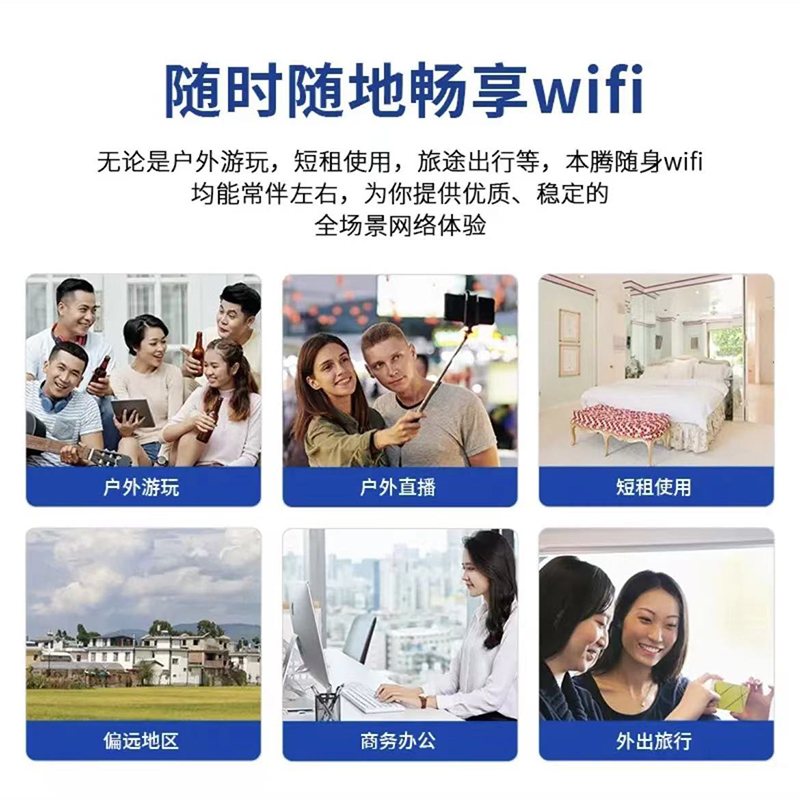 随时随地畅享wifi
无论是户外游玩，短租使用，旅途出行等，本腾随身wifi
均能常伴左右，为你提供优质、稳定的
全场景网络体验
户外游玩
户外直播
短租使用
偏远地区
商务办公
外出旅行